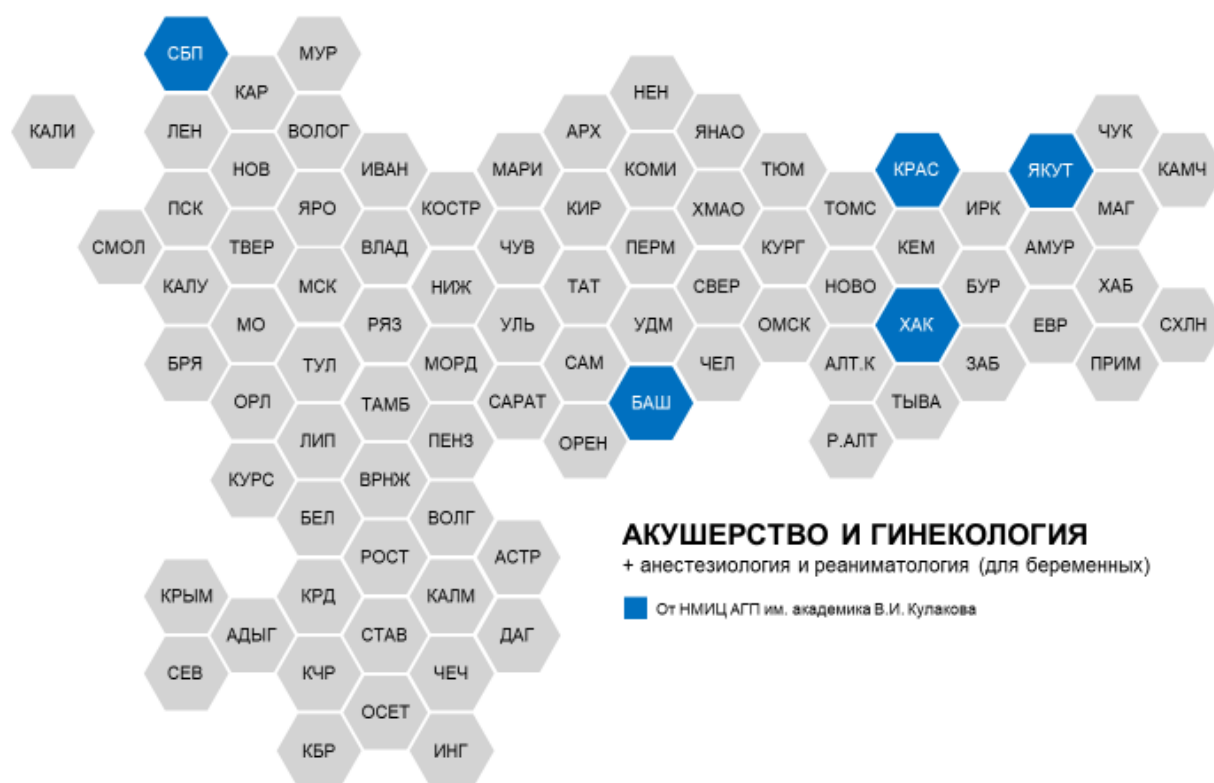 СБП
МУР
КАР
НЕН
КАЛИ
ЛЕН
ВОЛОГ
АРХ
ЯНАО
ЧУК
НОВ
ИВАН
МАРИ
КОМИ
ТЮМ
КРАС
ЯКУТ
КАМЧ
ПСК
ЯРО
КОСТР
КИР
ХМАО
ТОМС
ИРК
МАГ
СМОЛ
ТВЕР
ВЛАД
ЧУВ
ПЕРМ
КУРГ
КЕМ
АМУР
КАЛУ
МСК
НИЖ
ТАТ
СВЕР
НОВО
БУР
ХАБ
МО
РЯЗ
УЛЬ
УДМ
ОМСК
ХАК
ЕВР
СХЛН
БРЯ
ТУЛ
МОРД
САМ
ЧЕЛ
АЛТ.К
ЗАБ
ПРИМ
ОРЛ
ТАМБ
САРАТ
БАШ
ТЫВА
ЛИП
ПЕНЗ
ОРЕН
Р.АЛТ
КУРС
ВРНЖ
БЕЛ
ВОЛГ
РОСТ
АСТР
КРЫМ
КРД
КАЛМ
АДЫГ
СТАВ
ДАГ
СЕВ
КЧР
ЧЕЧ
ОСЕТ
КБР
ИНГ
АКУШЕРСТВО И ГИНЕКОЛОГИЯ
+ анестезиология и реаниматология (для беременных)
От НМИЦ АГП им. академика В.И. Кулакова